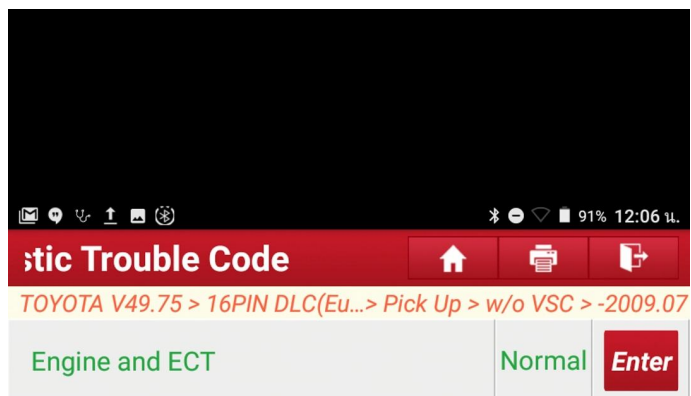 91% 12:06 น.
stic Trouble Code
TOYOTA V49.75 > 16PIN DLC(Eu...> Pick Up > w/o VSC > -2009.07
Engine and ECT Normal Enter